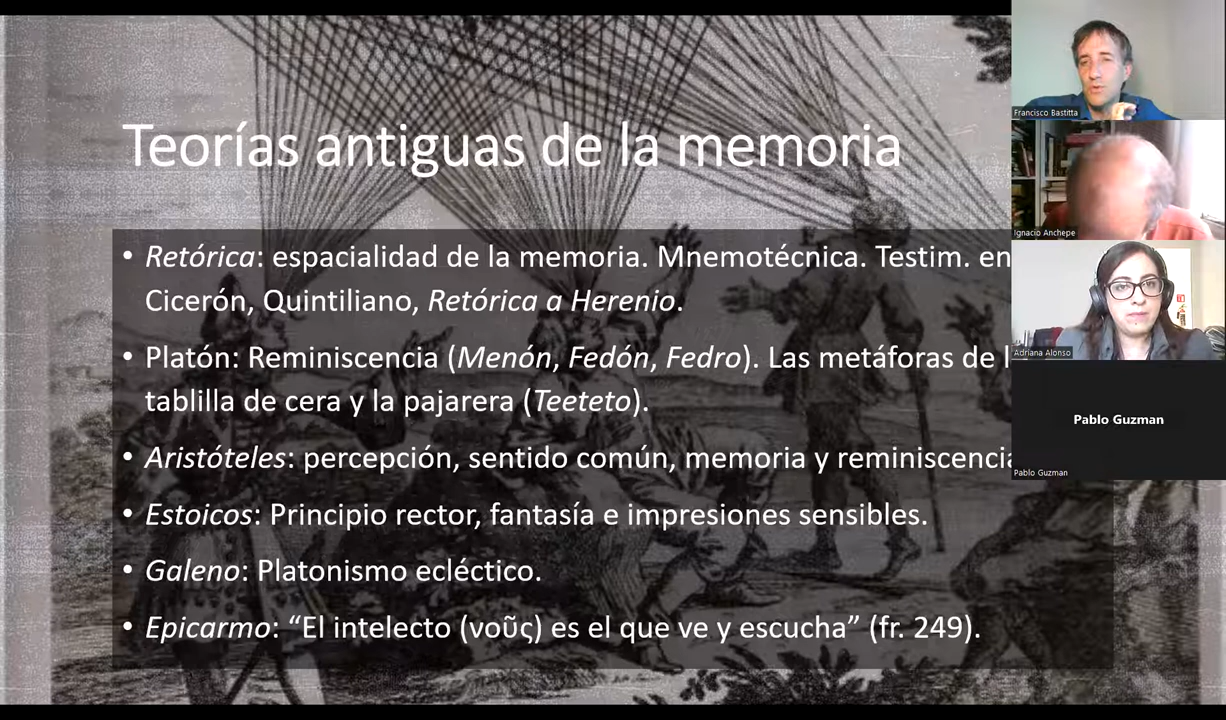 Teorías antiguas de la memoria
• Retórica: espacialidad de la memoria. Mnemotécnica. Testim. en
Cicerón, Quintiliano, Retórica a Herenio.
• Platón: Reminiscencia (Menón, Fedón, Fedro). Las metáforas de
tablilla de cera y la pajarera (Teeteto).
• Aristóteles: percepción, sentido común, memoria y reminiscencia
• Estoicos: Principio rector, fantasía e impresiones sensibles.
• Galeno: Platonismo ecléctico.
• Epicarmo: “El intelecto (νοῦς) es el que ve y escucha” (fr. 249).
Francisco Bastitta
Ignacio Anchepe
Adriana Alonso
Pablo Guzman
Pablo Guzman